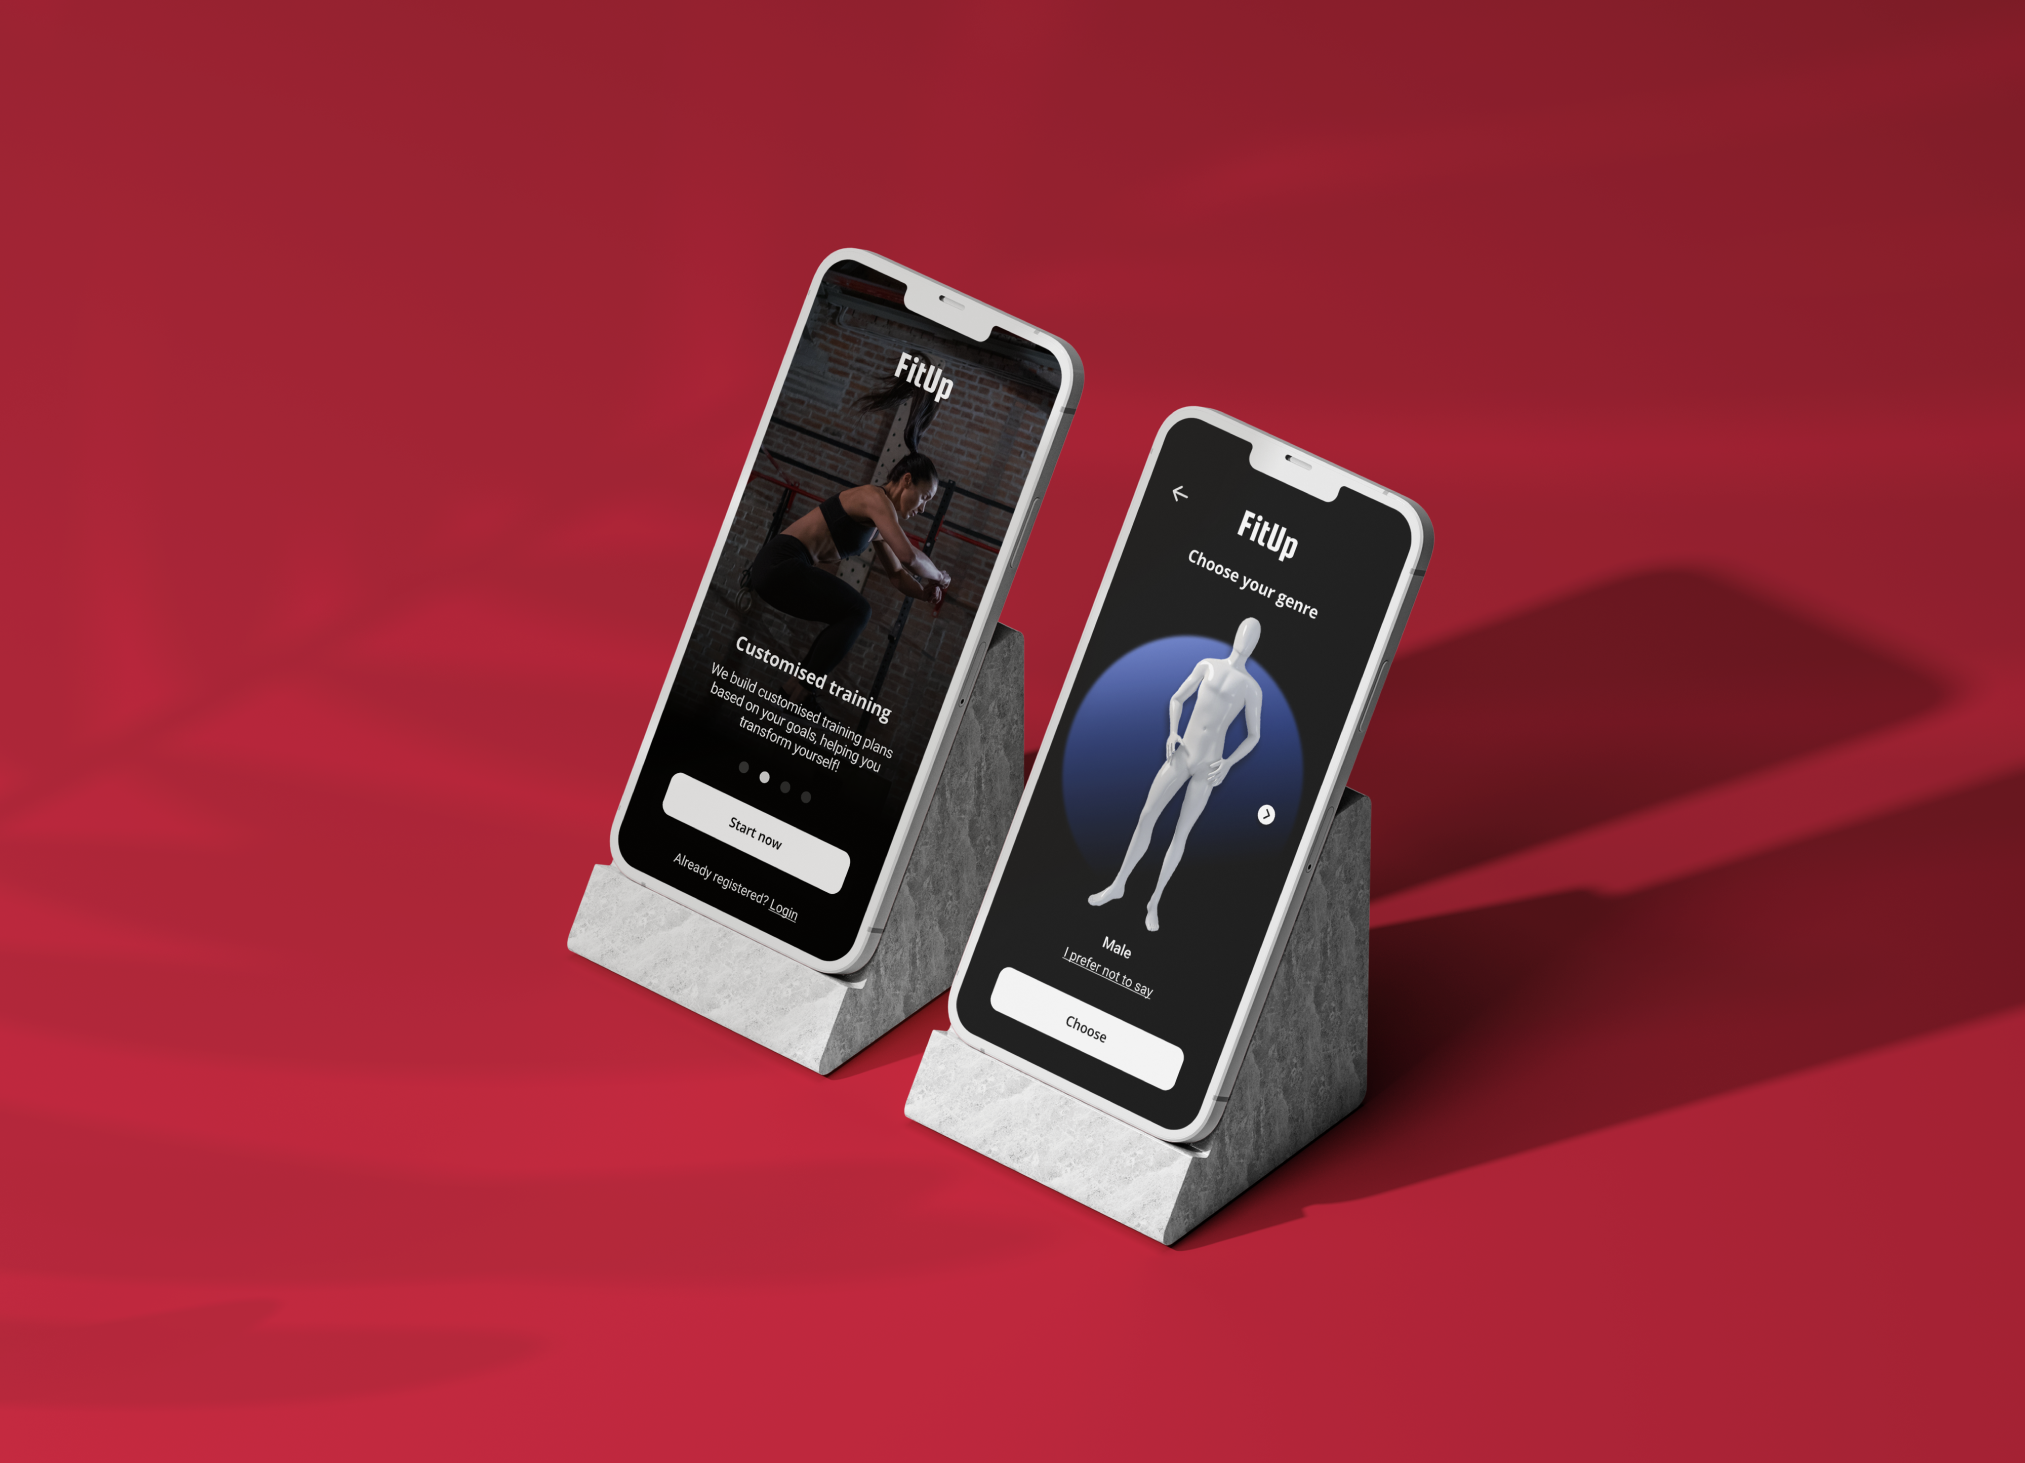 FitUp
Customised training
We build customised training plans
based on your goals, helping you
transform yourself!
Start now
Already registered? Login
FitUp
Choose your genre
Male
I prefer not to say
Choose